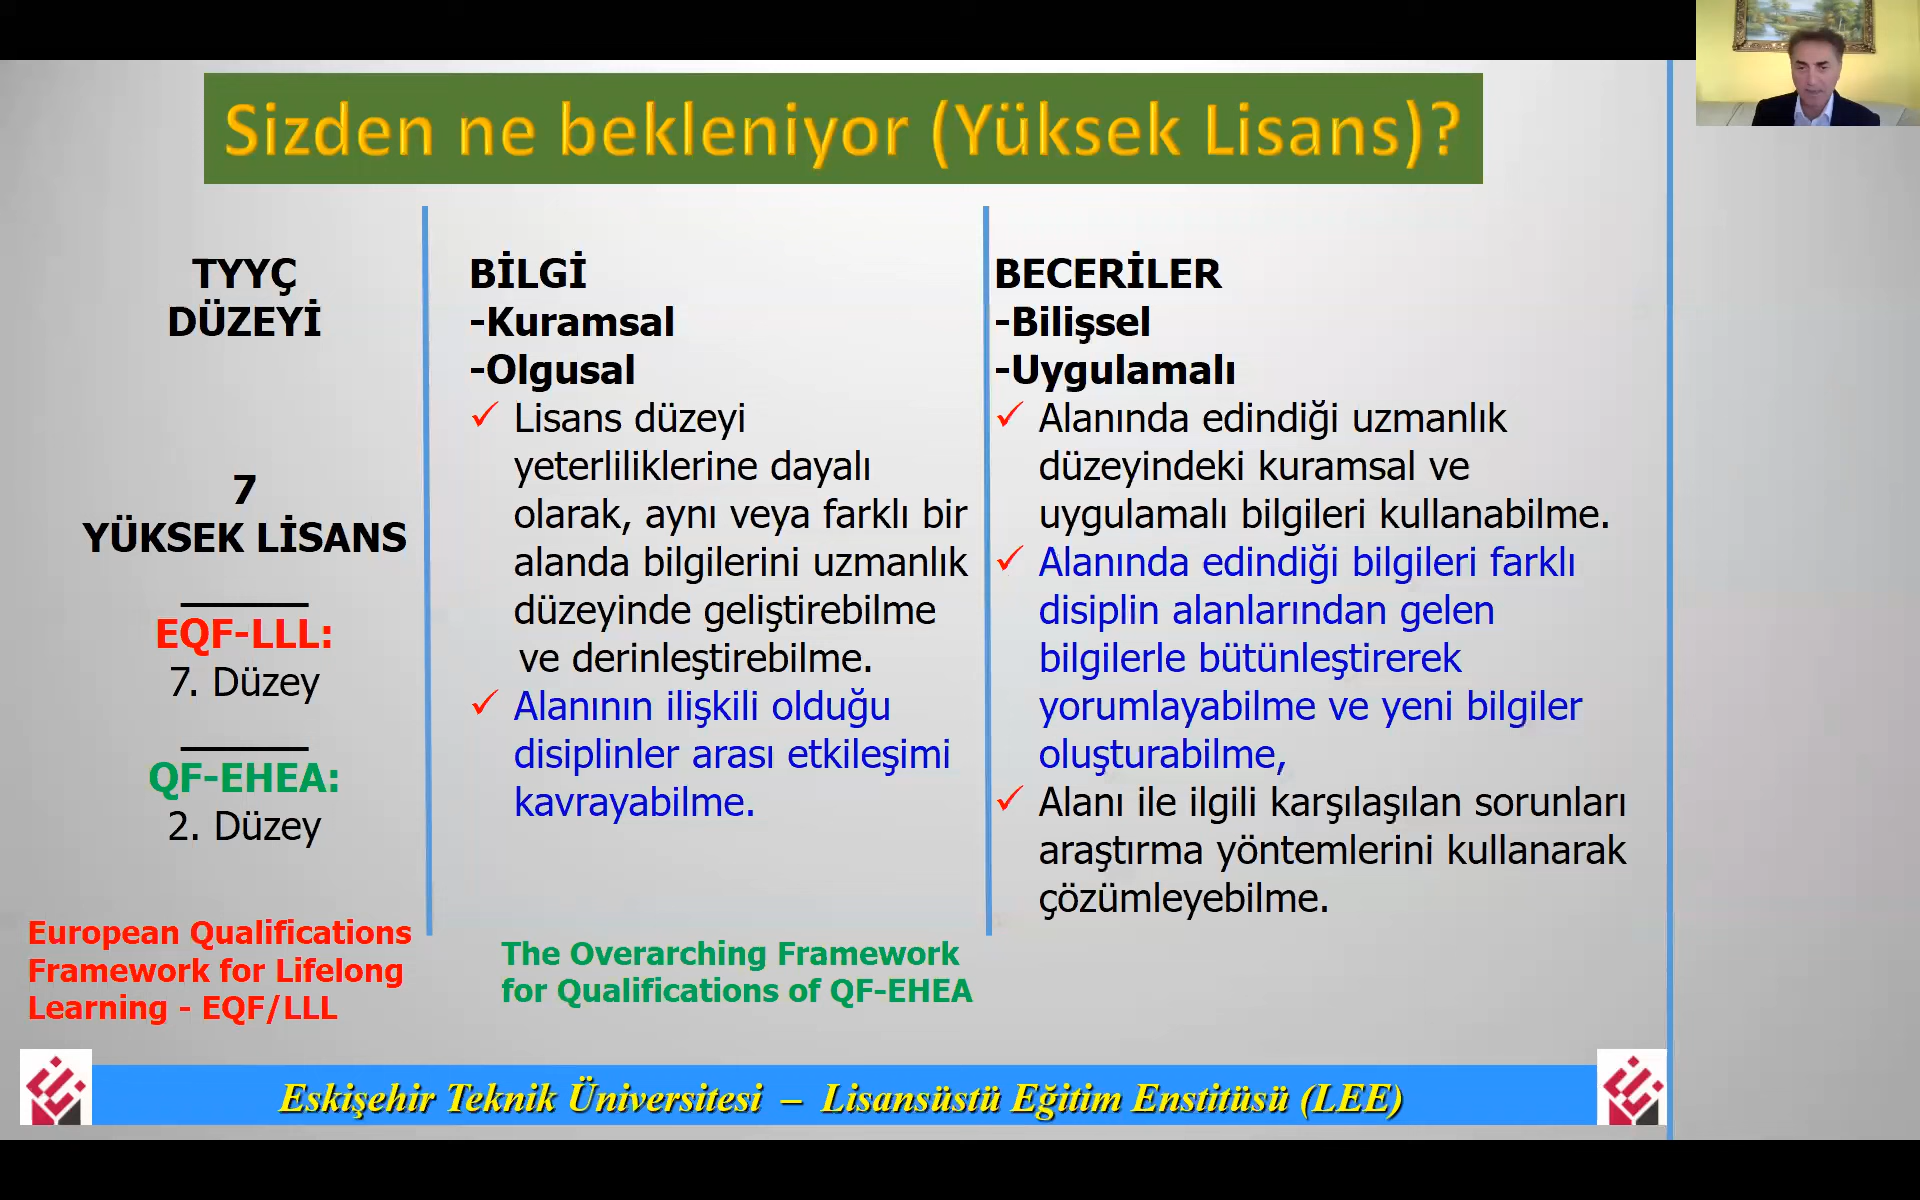 Sizden ne bekleniyor (Yüksek Lisans)?
TYYÇ
DÜZEYİ
7
YÜKSEK LİSANS
EQF-LLL:
7. Düzey
QF-EHEA:
2. Düzey
European Qualifications
Framework for Lifelong
Learning - EQF/LLL
BİLGİ
-Kuramsal
-Olgusal
✓ Lisans düzeyi
yeterliliklerine dayalı
olarak, aynı veya farklı bir
alanda bilgilerini uzmanlık
düzeyinde geliştirebilme
ve derinleştirebilme.
✓ Alanının ilişkili olduğu
disiplinler arası etkileşimi
kavrayabilme.
The Overarching Framework
for Qualifications of QF-EHEA
BECERİLER
-Bilişsel
-Uygulamalı
✓ Alanında edindiği uzmanlık
düzeyindeki kuramsal ve
uygulamalı bilgileri kullanabilme.
✓ Alanında edindiği bilgileri farklı
disiplin alanlarından gelen
bilgilerle bütünleştirerek
yorumlayabilme ve yeni bilgiler
oluşturabilme,
✓ Alanı ile ilgili karşılaşılan sorunları
araştırma yöntemlerini kullanarak
çözümleyebilme.
Eskişehir Teknik Üniversitesi – Lisansüstü Eğitim Enstitüsü (LEE)